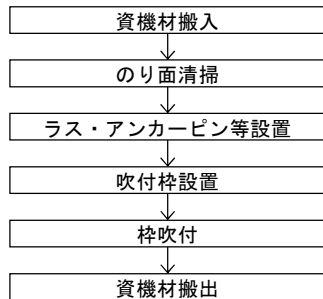 資機材搬入
のり面清掃
ラス・アンカーピン等設置
吹付枠設置
枠吹付
資機材搬出